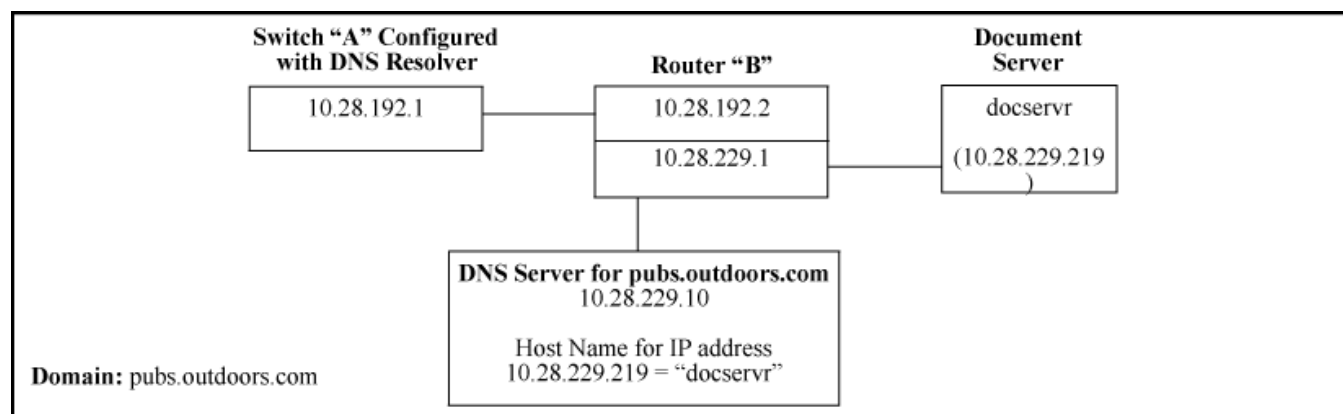 Switch “A” Configured
with DNS Resolver
10.28.192.1
Router “B”
10.28.192.2
10.28.229.1
Document
Server
docservr
(10.28.229.219
)
DNS Server for pubs.outdoors.com
10.28.229.10
Host Name for IP address
10.28.229.219 = “docservr”
Domain: pubs.outdoors.com